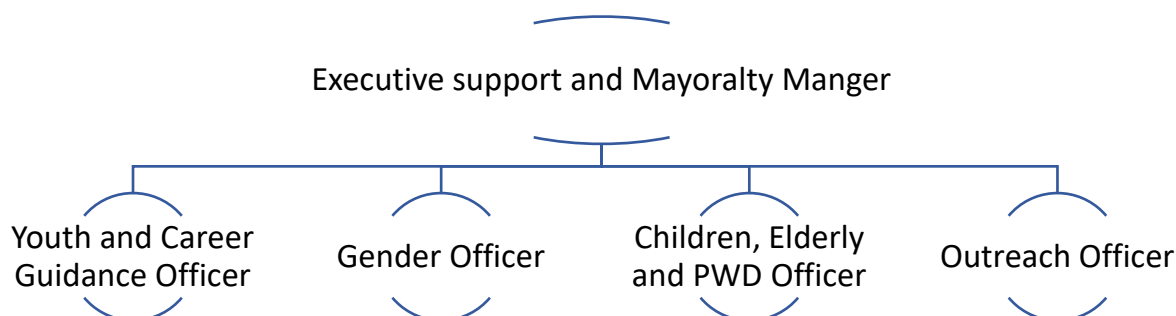 Executive support and Mayoralty Manger
Youth and Career
Guidance Officer
Gender Officer
Children, Elderly
and PWD Officer
Outreach Officer